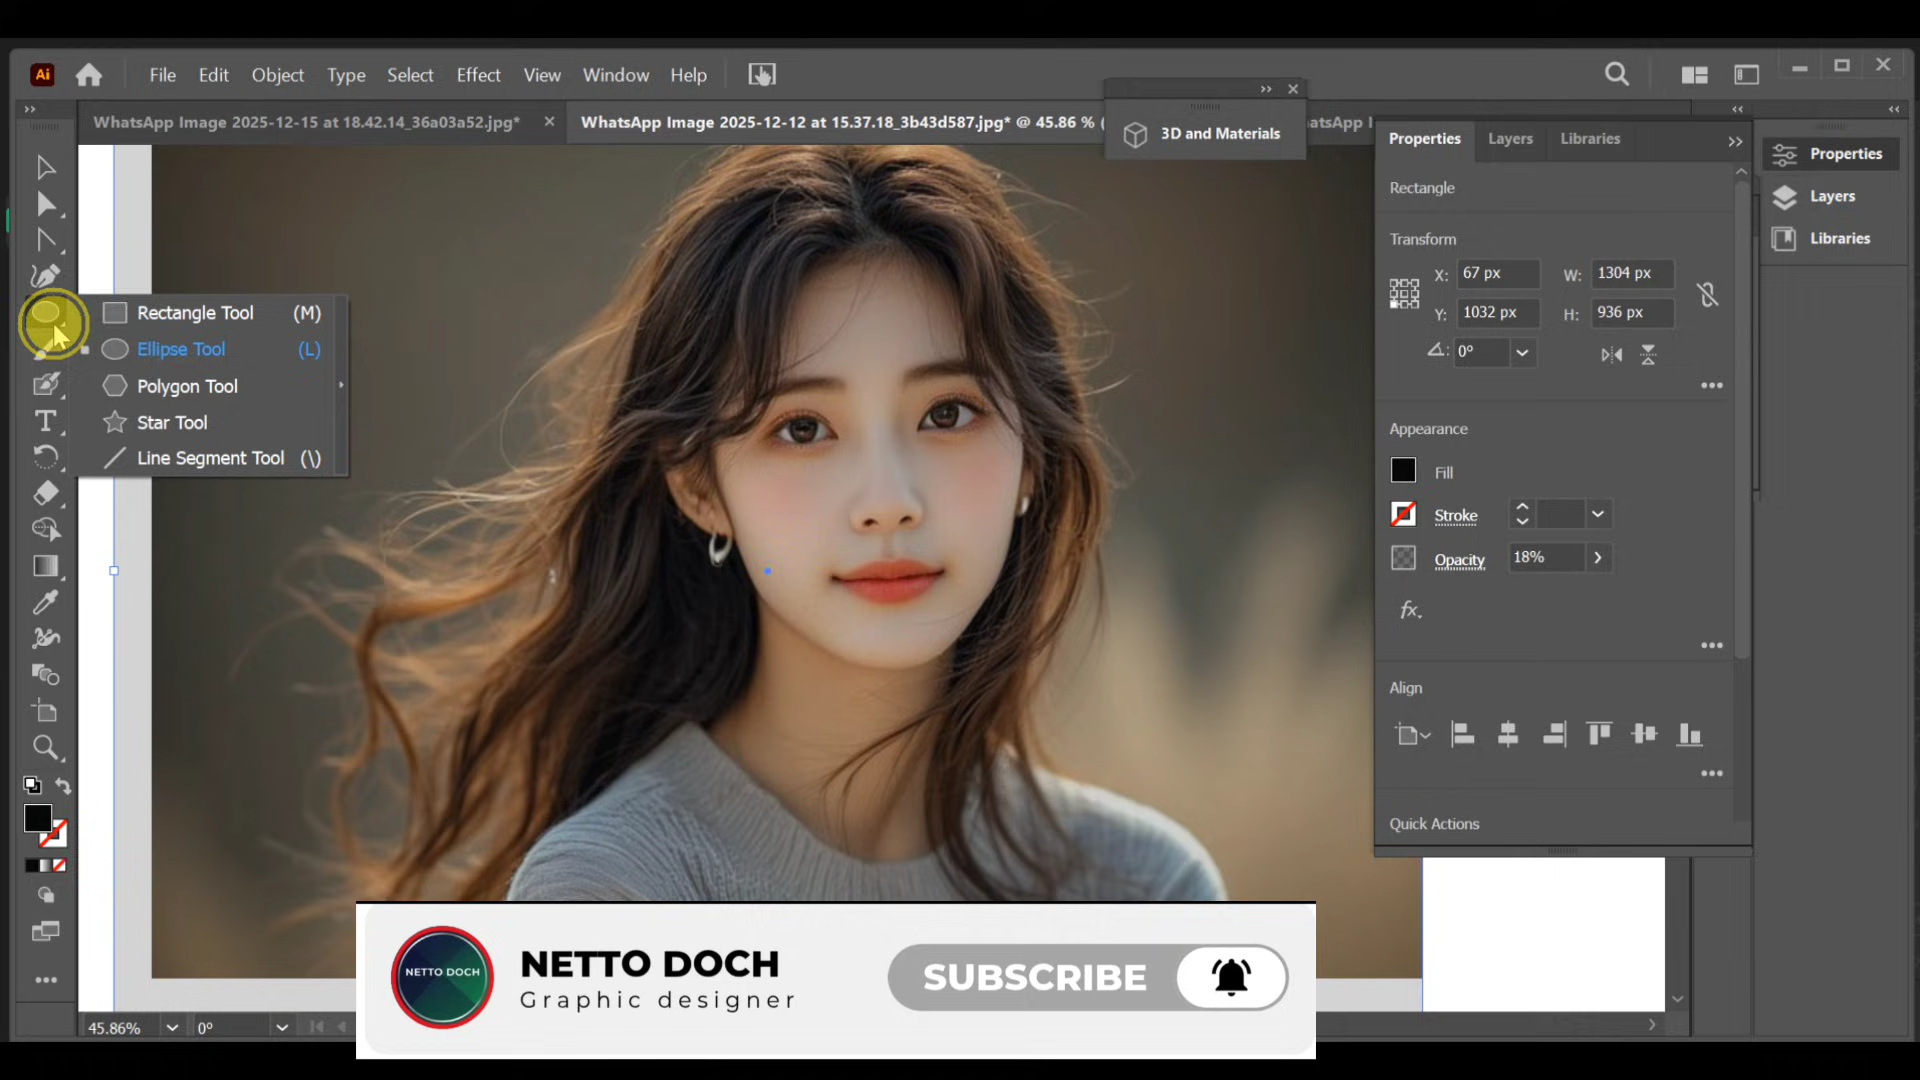 Ai File Edit Object Type Select Effect View Window Help
WhatsApp Image 2025-12-15 at 18.42.14_36a03a52.jpg*
WhatsApp Image 2025-12-12 at 15.37.18_3b43d587.jpg* @ 45.86 % (
3D and Materials
Properties Layers Libraries
Rectangle
Transform
X: 67 px W: 1304 px
Y: 1032 px H: 936 px
0°
Appearance
Fill
Stroke
Opacity 18%
fx.
Align
Quick Actions
Properties
Layers
Libraries
Rectangle Tool (M)
Ellipse Tool (L)
Polygon Tool
Star Tool
Line Segment Tool (\)
T
45.86% 0°
NETTO DOCH
NETTO DOCH
Graphic designer
SUBSCRIBE